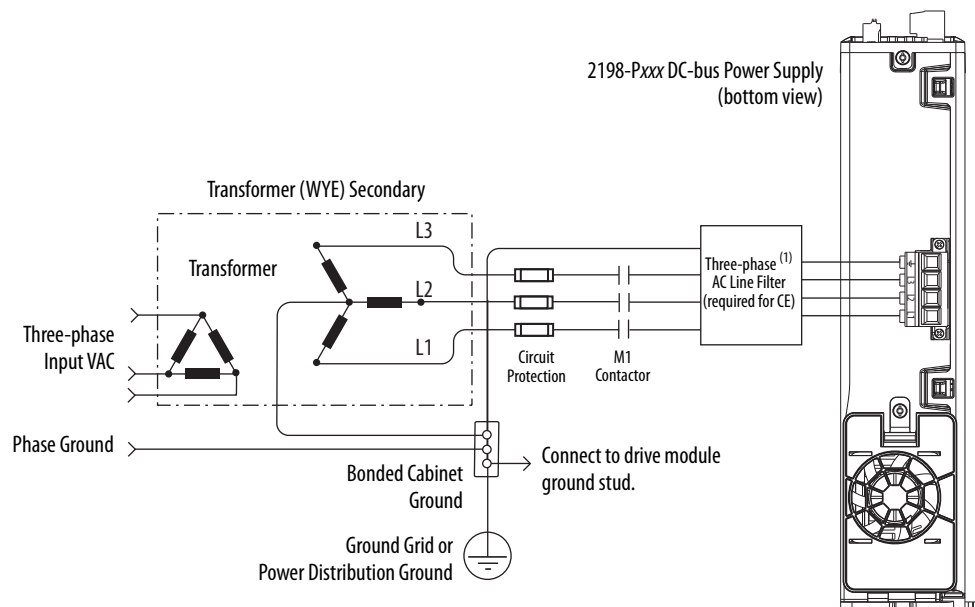 2198-Pxxx DC-bus Power Supply
(bottom view)
Transformer (WYE) Secondary
L3
Transformer
L2
L1
Three-phase
Input VAC
Circuit
Protection
M1
Contactor
Three-phase (1)
AC Line Filter
(required for CE)
Phase Ground
Bonded Cabinet
Ground
Connect to drive module
ground stud.
Ground Grid or
Power Distribution Ground